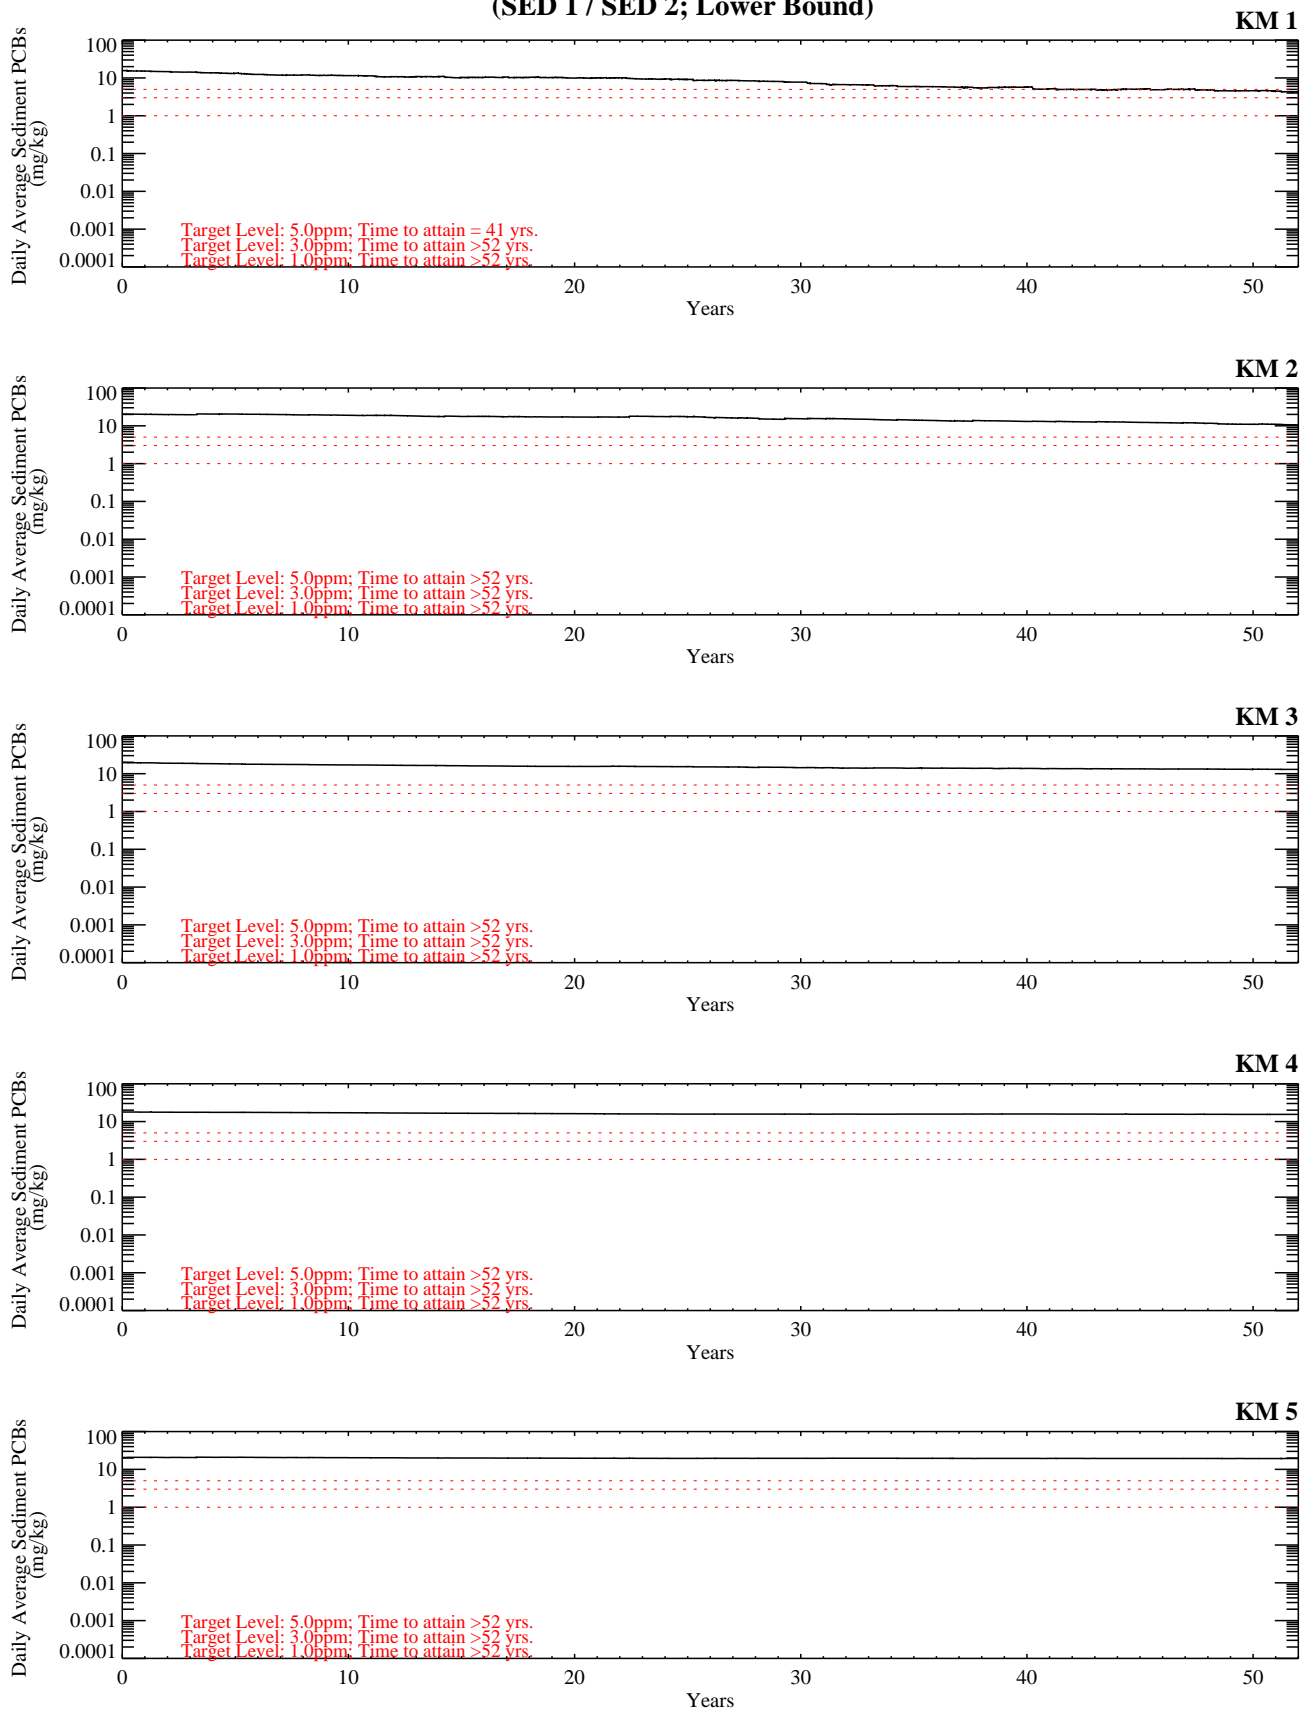 (SED 1 / SED 2; Lower Bound)
KM 1
Daily Average Sediment PCBs
(mg/kg)
100
10
1
0.1
0.01
0.001
0.0001
Target Level: 5.0ppm; Time to attain = 41 yrs.
Target Level: 3.0ppm; Time to attain >52 yrs.
Target Level: 1.0ppm; Time to attain >52 yrs.
0 10 20 30 40 50
Years
KM 2
Daily Average Sediment PCBs
(mg/kg)
100
10
1
0.1
0.01
0.001
0.0001
Target Level: 5.0ppm; Time to attain >52 yrs.
Target Level: 3.0ppm; Time to attain >52 yrs.
Target Level: 1.0ppm; Time to attain >52 yrs.
0 10 20 30 40 50
Years
KM 3
Daily Average Sediment PCBs
(mg/kg)
100
10
1
0.1
0.01
0.001
0.0001
Target Level: 5.0ppm; Time to attain >52 yrs.
Target Level: 3.0ppm; Time to attain >52 yrs.
Target Level: 1.0ppm; Time to attain >52 yrs.
0 10 20 30 40 50
Years
KM 4
Daily Average Sediment PCBs
(mg/kg)
100
10
1
0.1
0.01
0.001
0.0001
Target Level: 5.0ppm; Time to attain >52 yrs.
Target Level: 3.0ppm; Time to attain >52 yrs.
Target Level: 1.0ppm; Time to attain >52 yrs.
0 10 20 30 40 50
Years
KM 5
Daily Average Sediment PCBs
(mg/kg)
100
10
1
0.1
0.01
0.001
0.0001
Target Level: 5.0ppm; Time to attain >52 yrs.
Target Level: 3.0ppm; Time to attain >52 yrs.
Target Level: 1.0ppm; Time to attain >52 yrs.
0 10 20 30 40 50
Years